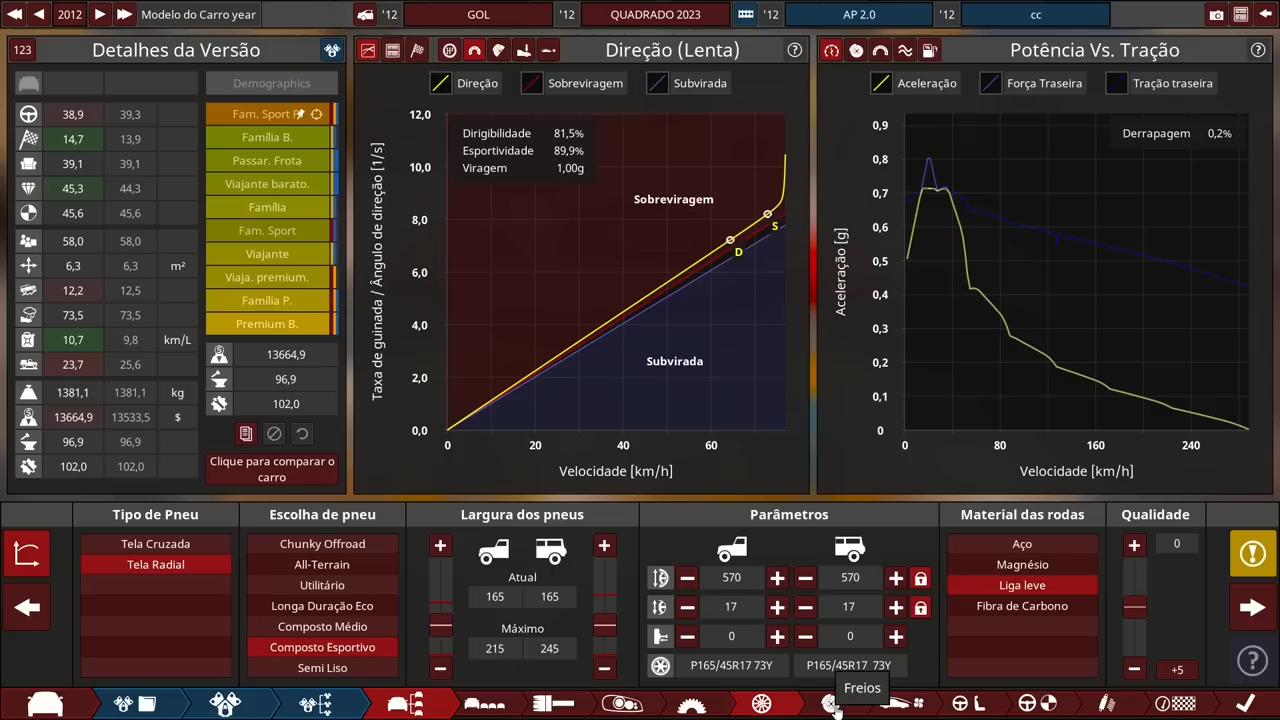 2012 Modelo do Carro year '12 GOL '12 QUADRADO 2023 '12 AP 2.0 '12 cc
123 Detalhes da Versão
Demographics
38,9 39,3
14,7 13,9
39,1 39,1
45,3 44,3
45,6 45,6
58,0 58,0
6,3 6,3 m²
12,2 12,5
73,5 73,5
10,7 9,8 km/L
23,7 25,6
1381,1 1381,1 kg
13664,9 13533,5 $
96,9 96,9
102,0 102,0
Fam. Sport
Família B.
Passar. Frota
Viajante barato.
Família
Fam. Sport
Viajante
Viaja. premium.
Família P.
Premium B.
13664,9
96,9
102,0
Clique para comparar o
carro
Direção (Lenta) ?
Direção Sobreviragem Subvirada
Taxa de guinada / Ângulo de direção [1/s]
12,0
10,0
8,0
6,0
4,0
2,0
0,0
Dirigibilidade 81,5%
Esportividade 89,9%
Viragem 1,00g
Sobreviragem
S
D
Subvirada
0 20 40 60
Velocidade [km/h]
Potência Vs. Tração ?
Aceleração Força Traseira Tração traseira
Aceleração [g]
0,9
0,8
0,7
0,6
0,5
0,4
0,3
0,2
0,1
0
Derrapagem 0,2%
0 80 160 240
Velocidade [km/h]
Tipo de Pneu
Tela Cruzada
Tela Radial
Escolha de pneu
Chunky Offroad
All-Terrain
Utilitário
Longa Duração Eco
Composto Médio
Composto Esportivo
Semi Liso
Largura dos pneus
Atual
165 165
Máximo
215 245
Parâmetros
570 570
17 17
0 0
P165/45R17 73Y P165/45R17 73Y
Material das rodas
Aço
Magnésio
Liga leve
Fibra de Carbono
Qualidade
0
+5
?
Freios